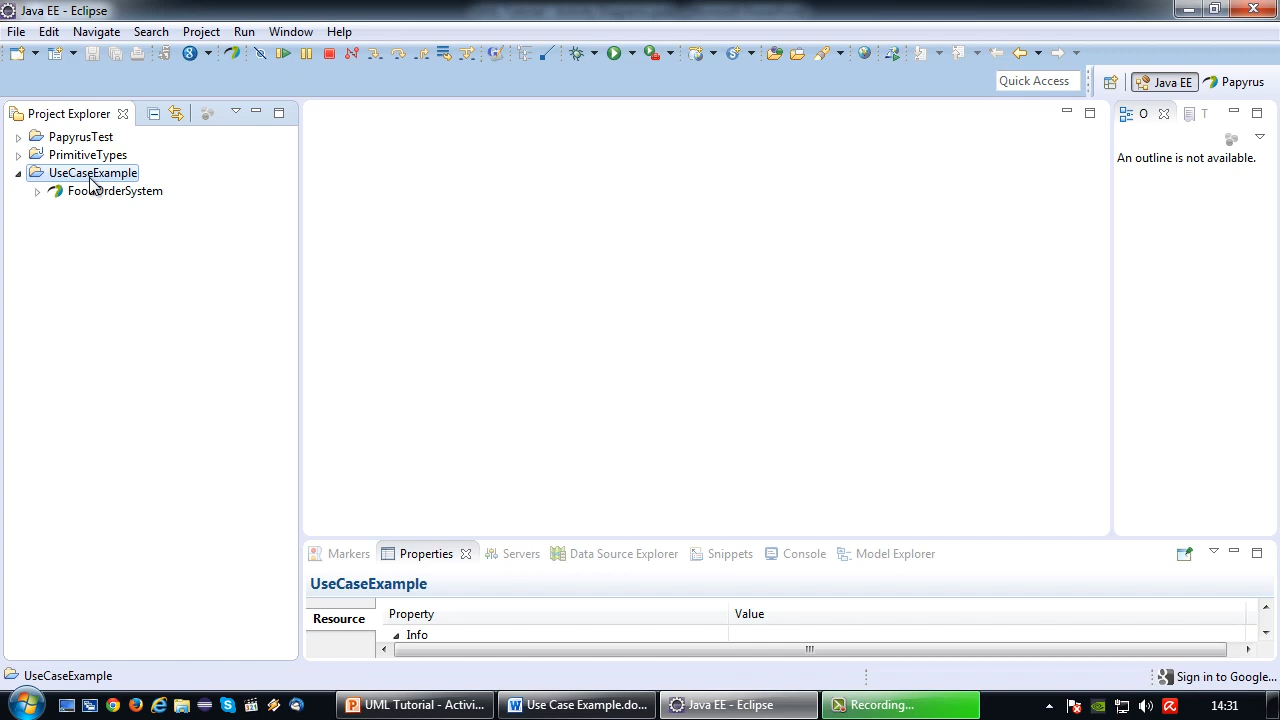 Java EE - Eclipse
File Edit Navigate Search Project Run Window Help
Quick Access
Java EE
Papyrus
Project Explorer
O
T
PapyrusTest
PrimitiveTypes
UseCaseExample
FoodOrderSystem
An outline is not available.
Markers Properties Servers Data Source Explorer Snippets Console Model Explorer
UseCaseExample
Resource
Property Value
Info
UseCaseExample
Sign in to Google...
UML Tutorial - Activi...
Use Case Example.do...
Java EE - Eclipse
Recording...
14:31